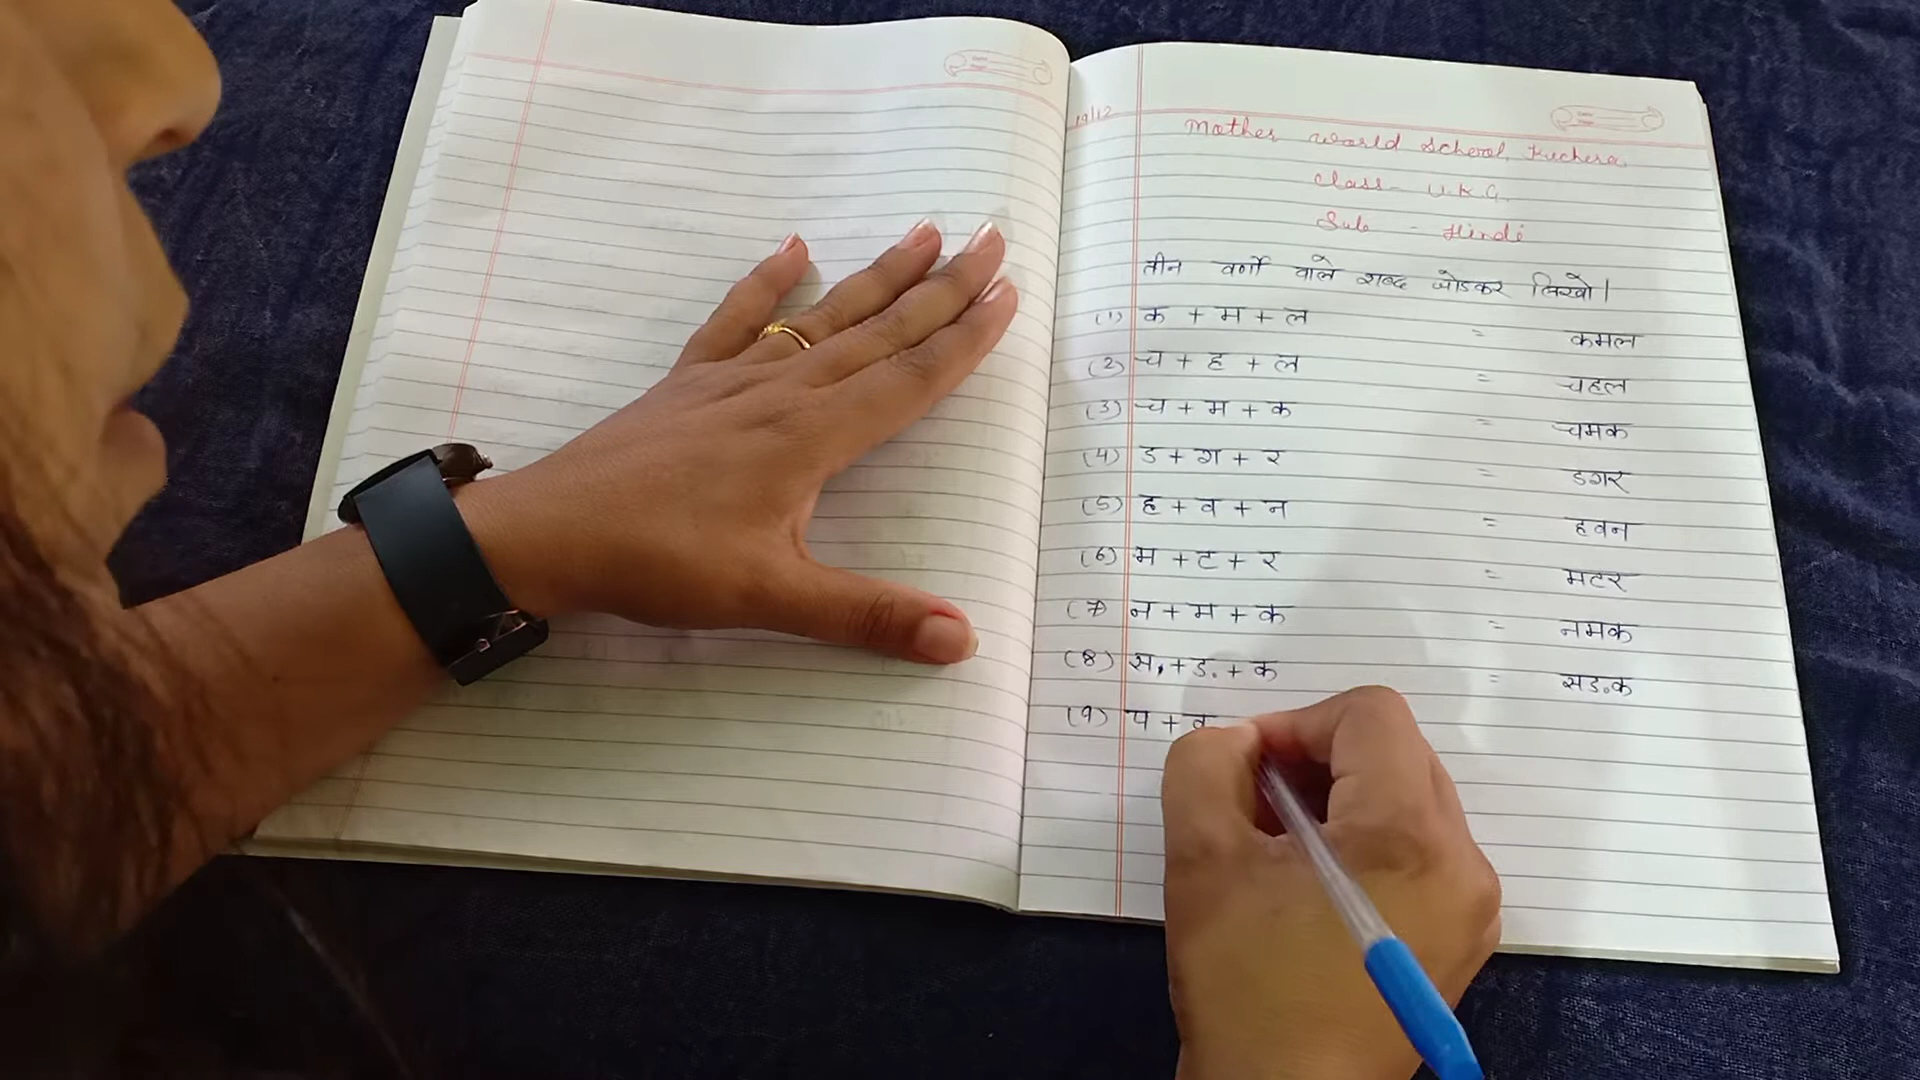 19/12
Mother World School, Kuchera
Class - U.K.G.
Sub - Hindi
तीन वर्णो वाले शब्द जोडकर लिखो।
(1) क + म + ल = कमल
(2) च + ह + ल = चहल
(3) च + म + क = चमक
(4) ड + ग + र = डगर
(5) ह + व + न = हवन
(6) म + ट + र = मटर
(7) न + म + क = नमक
(8) स + ड़ + क = सड़क
(9) प + व